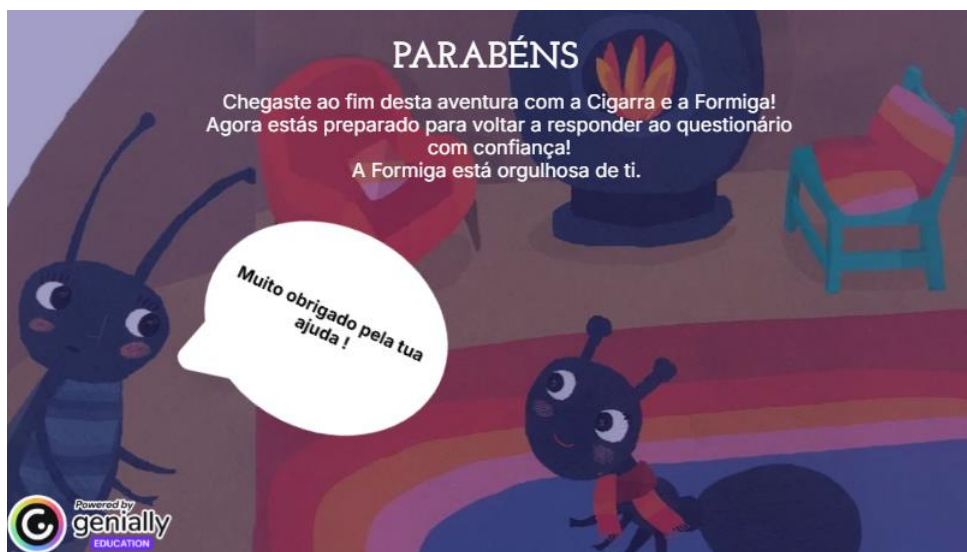 PARABÉNS
Chegaste ao fim desta aventura com a Cigarra e a Formiga!
Agora estás preparado para voltar a responder ao questionário
com confiança!
A Formiga está orgulhosa de ti.
Muito obrigado pela tua
ajuda !
Powered by
genially
EDUCATION